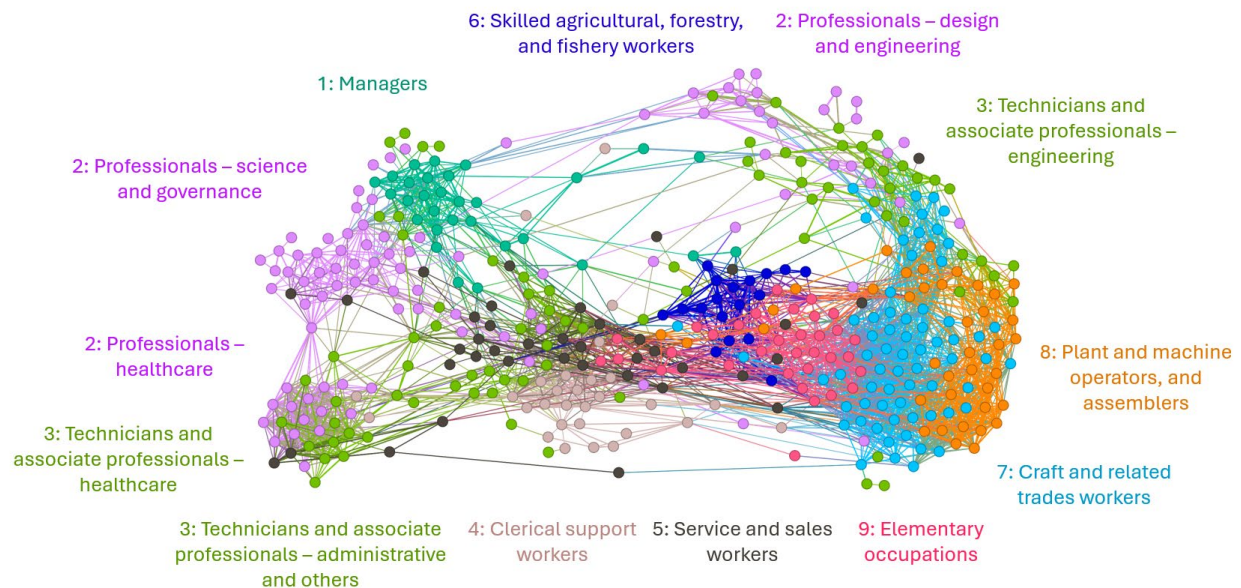 6: Skilled agricultural, forestry,
and fishery workers
2: Professionals – design
and engineering
1: Managers
3: Technicians and
associate professionals –
engineering
2: Professionals – science
and governance
2: Professionals –
healthcare
8: Plant and machine
operators, and
assemblers
3: Technicians and
associate professionals –
healthcare
7: Craft and related
trades workers
3: Technicians and associate
professionals – administrative
and others
4: Clerical support
workers
5: Service and sales
workers
9: Elementary
occupations